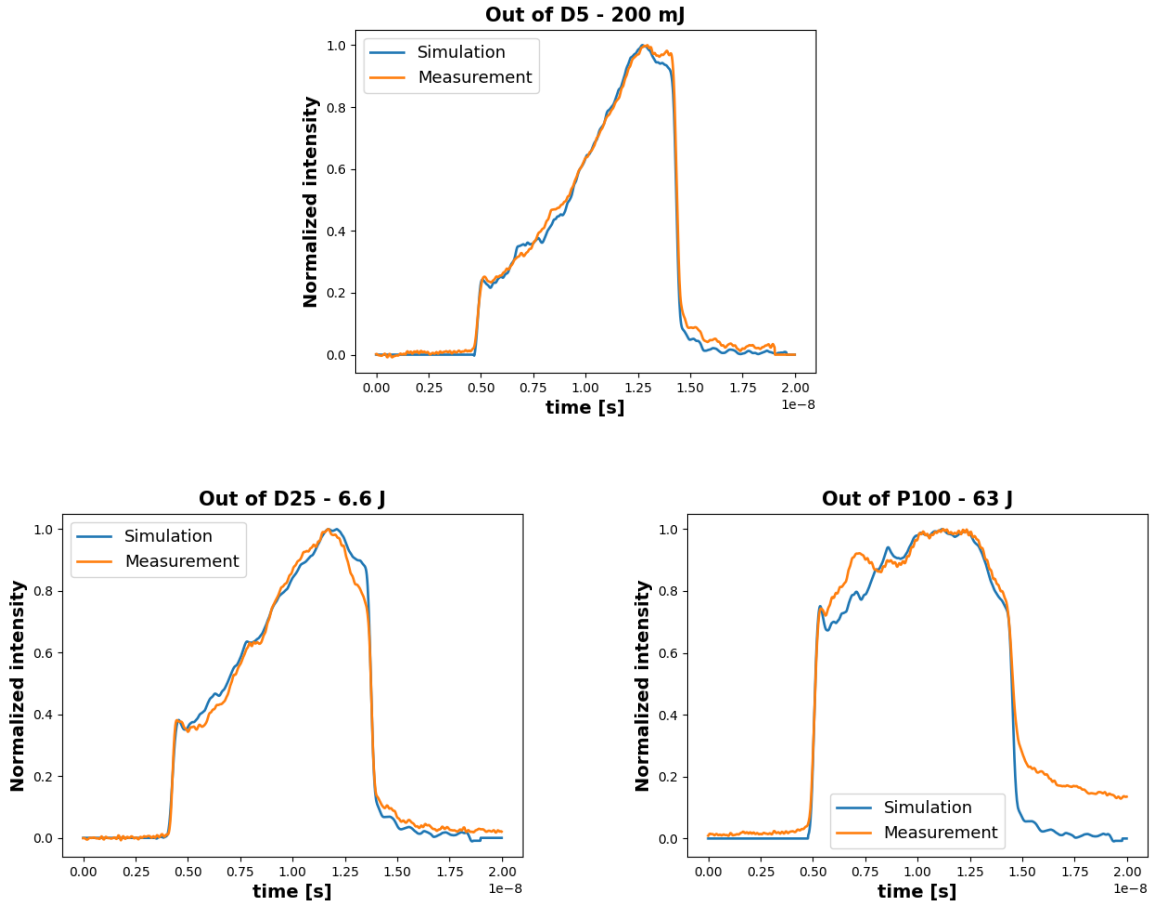 Out of D5 - 200 mJ
Simulation
Measurement
Normalized intensity
1.0
0.8
0.6
0.4
0.2
0.0
0.00 0.25 0.50 0.75 1.00 1.25 1.50 1.75 2.00
1e−8
time [s]
Out of D25 - 6.6 J
Simulation
Measurement
Normalized intensity
1.0
0.8
0.6
0.4
0.2
0.0
0.00 0.25 0.50 0.75 1.00 1.25 1.50 1.75 2.00
1e−8
time [s]
Out of P100 - 63 J
Normalized intensity
1.0
0.8
0.6
0.4
0.2
0.0
Simulation
Measurement
0.00 0.25 0.50 0.75 1.00 1.25 1.50 1.75 2.00
1e−8
time [s]